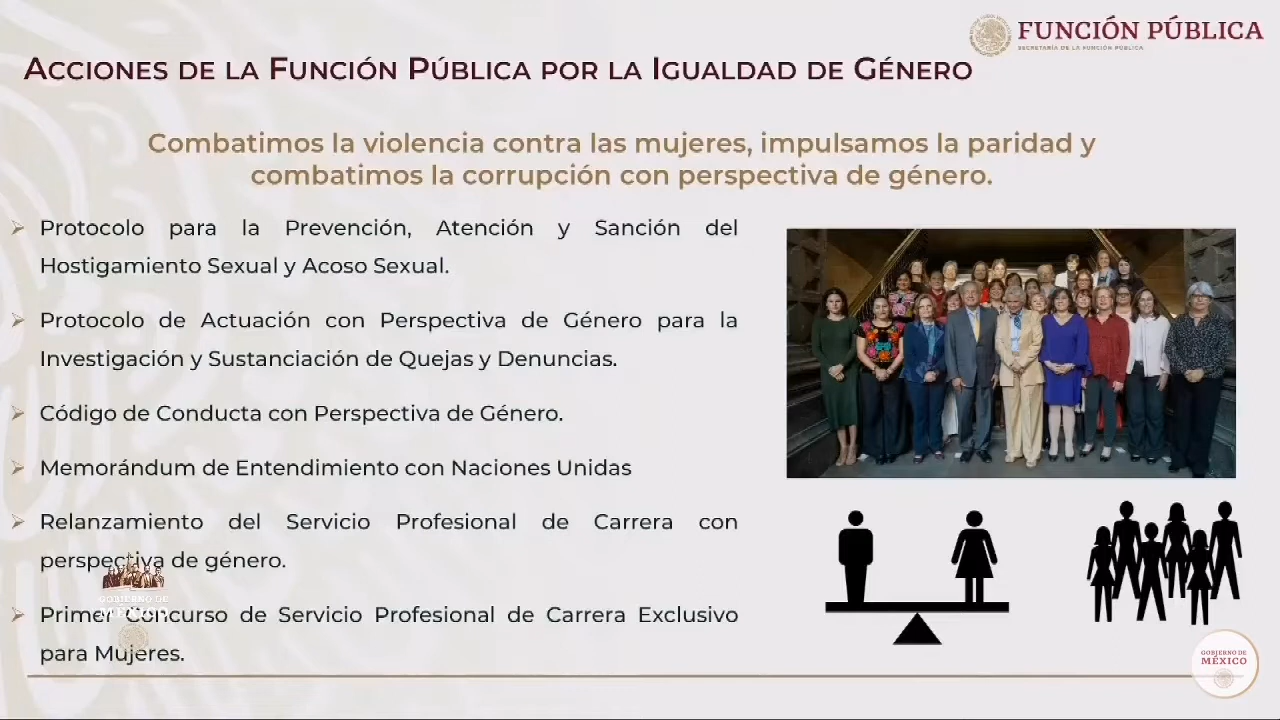 FUNCIÓN PÚBLICA
SECRETARÍA DE LA FUNCIÓN PÚBLICA
ACCIONES DE LA FUNCIÓN PÚBLICA POR LA IGUALDAD DE GÉNERO
Combatimos la violencia contra las mujeres, impulsamos la paridad y
combatimos la corrupción con perspectiva de género.
Protocolo para la Prevención, Atención y Sanción del
Hostigamiento Sexual y Acoso Sexual.
Protocolo de Actuación con Perspectiva de Género para la
Investigación y Sustanciación de Quejas y Denuncias.
Código de Conducta con Perspectiva de Género.
Memorándum de Entendimiento con Naciones Unidas
Relanzamiento del Servicio Profesional de Carrera con
perspectiva de género.
GOBIERNO DE
MÉXICO
Primer Concurso de Servicio Profesional de Carrera Exclusivo
para Mujeres.
GOBIERNO DE
MÉXICO